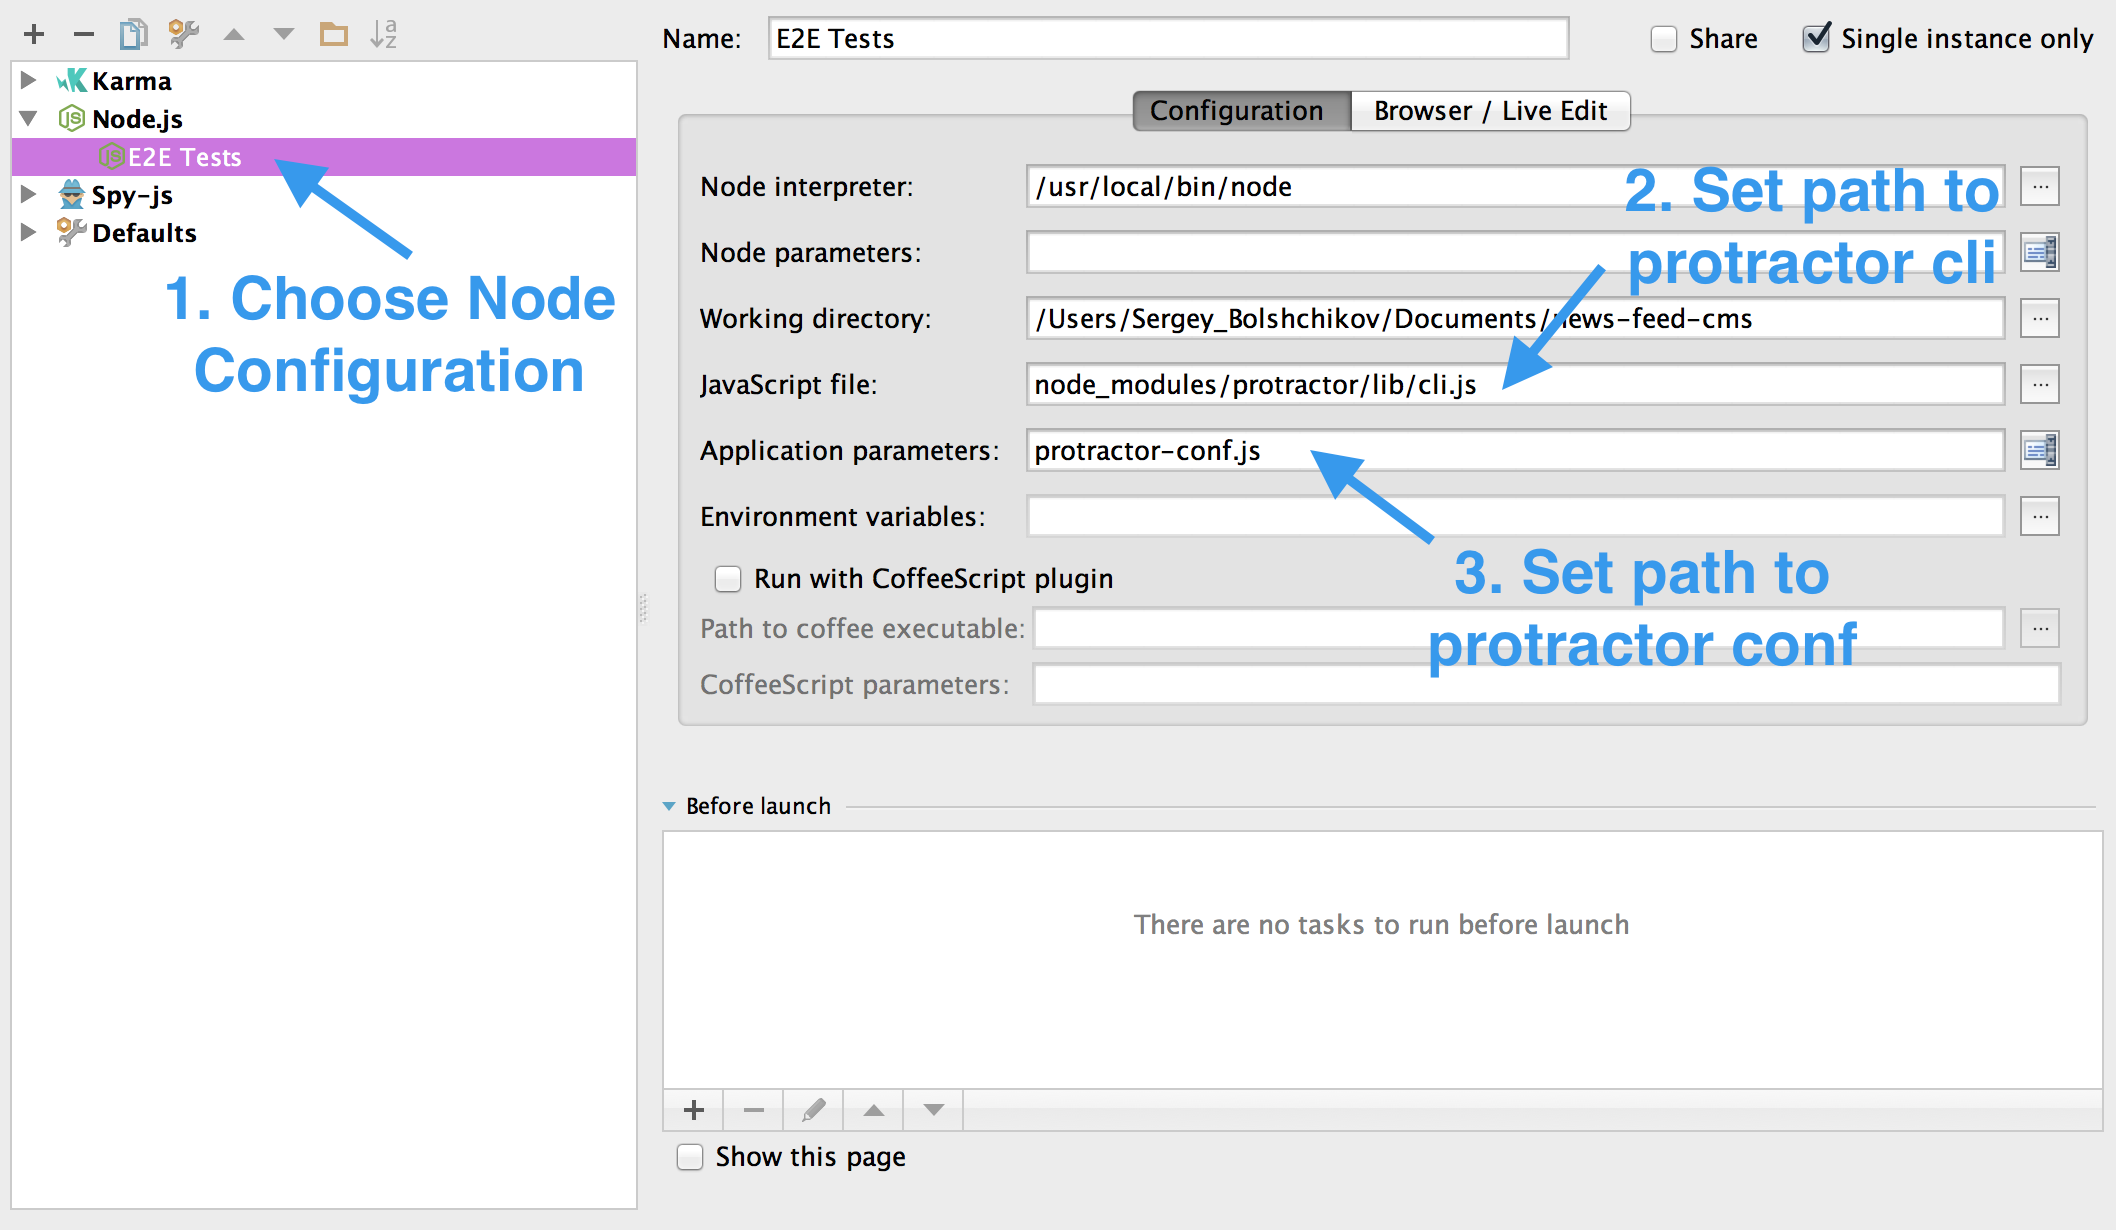 Name: E2E Tests Share Single instance only
Karma
Node.js
E2E Tests
Spy-js
Defaults
1. Choose Node
Configuration
Configuration Browser / Live Edit
Node interpreter: /usr/local/bin/node
2. Set path to
protractor cli
Node parameters:
Working directory: /Users/Sergey_Bolshchikov/Documents/news-feed-cms
JavaScript file: node_modules/protractor/lib/cli.js
Application parameters: protractor-conf.js
Environment variables:
3. Set path to
protractor conf
Run with CoffeeScript plugin
Path to coffee executable:
CoffeeScript parameters:
Before launch
There are no tasks to run before launch
Show this page